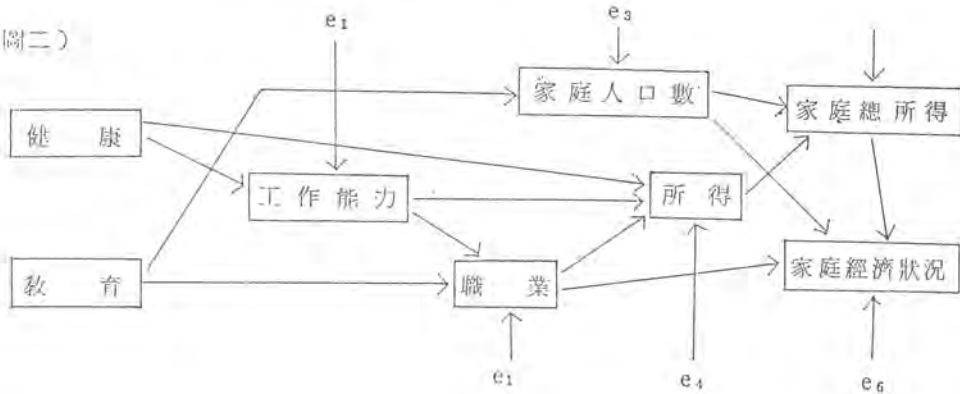 e₁
e₃
圖二)
家庭人口數
家庭總所得
健康
工作能力
所得
教育
職業
家庭經濟狀況
e₁
e₄
e₆